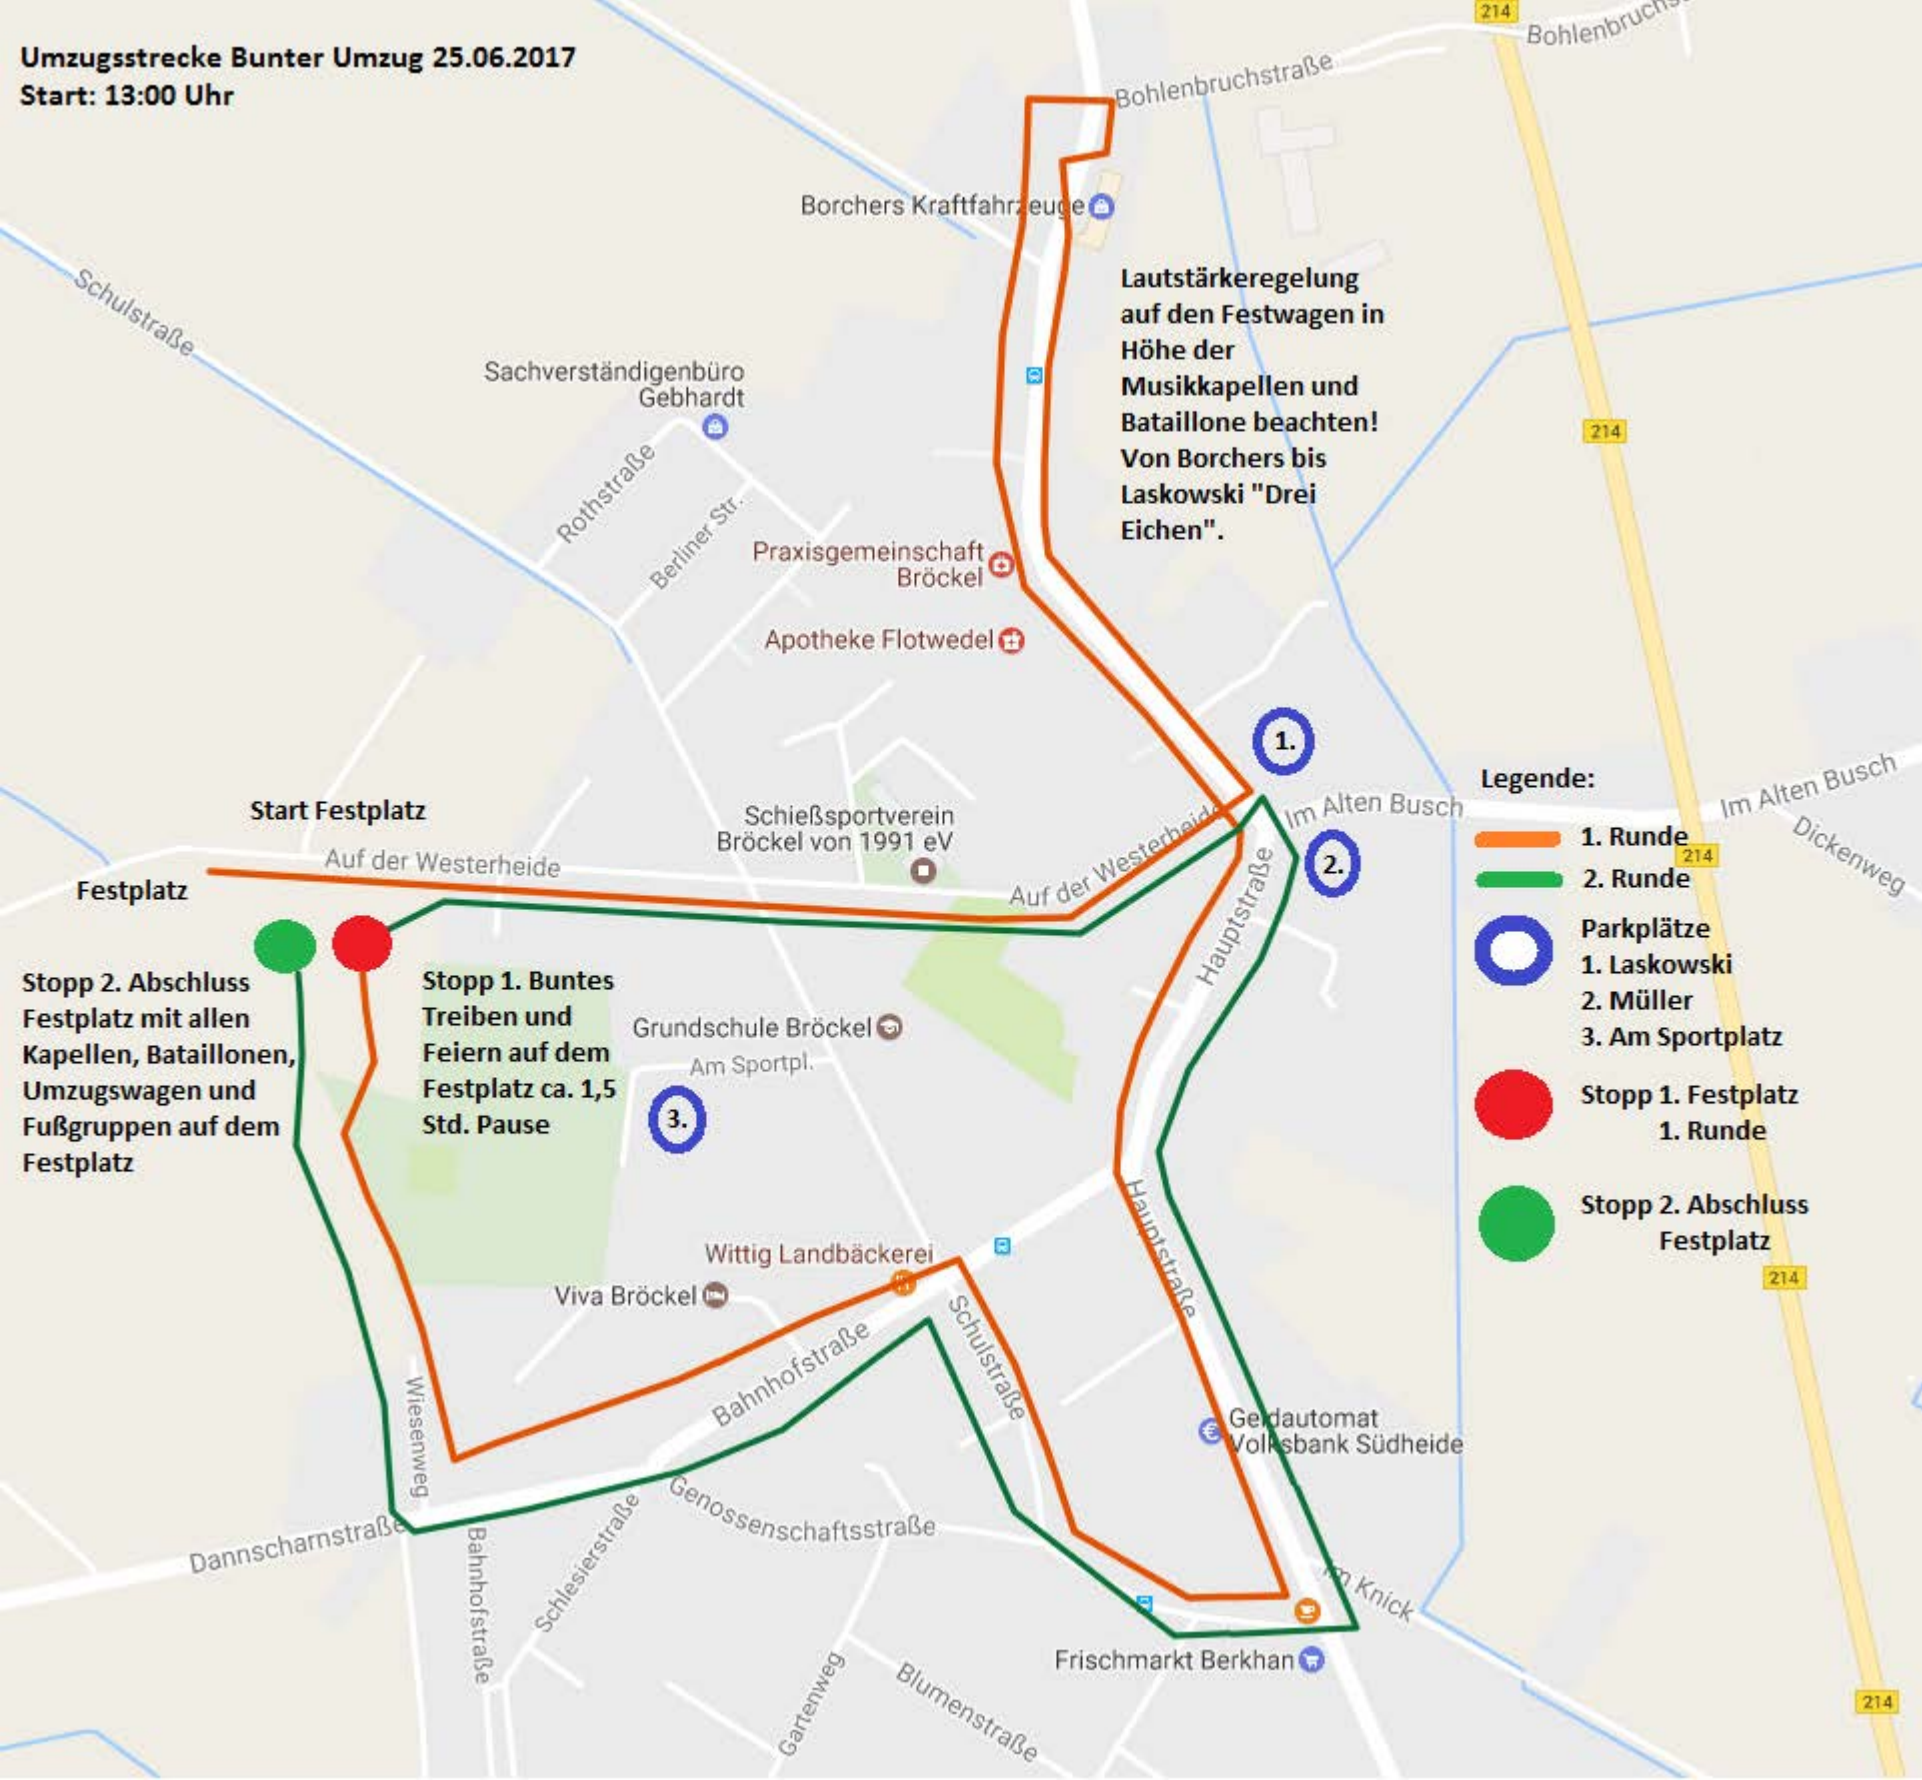 Umzugsstrecke Bunter Umzug 25.06.2017
Start: 13:00 Uhr
214
Bohlenbruchs
Bohlenbruchstraße
Borchers Kraftfahrzeuge
Schulstraße
Lautstärkeregelung
auf den Festwagen in
Höhe der
Musikkapellen und
Bataillone beachten!
Von Borchers bis
Laskowski "Drei
Eichen".
Sachverständigenbüro
Gebhardt
214
Rothstraße
Berliner Str.
Praxisgemeinschaft
Bröckel
Apotheke Flotwedel
1.
Im Alten Busch
Im Alten Busch
Dickenweg
2.
Start Festplatz
Auf der Westerheide
Festplatz
Schießsportverein
Bröckel von 1991 eV
Auf der Westerheide
Hauptstraße
Legende:
1. Runde
214
2. Runde
Parkplätze
1. Laskowski
2. Müller
3. Am Sportplatz
Stopp 1. Festplatz
1. Runde
Stopp 2. Abschluss
Festplatz
Stopp 2. Abschluss
Festplatz mit allen
Kapellen, Bataillonen,
Umzugswagen und
Fußgruppen auf dem
Festplatz
Stopp 1. Buntes
Treiben und
Feiern auf dem
Festplatz ca. 1,5
Std. Pause
Grundschule Bröckel
Am Sportpl.
3.
Hauptstraße
Wittig Landbäckerei
Viva Bröckel
214
Schulstraße
Bahnhofstraße
Wiesenweg
Geldautomat
Volksbank Südheide
Genossenschaftsstraße
Dannscharnstraße
Bahnhofstraße
Schlesierstraße
Im Knick
Frischmarkt Berkhan
Gartenweg
Blumenstraße
214